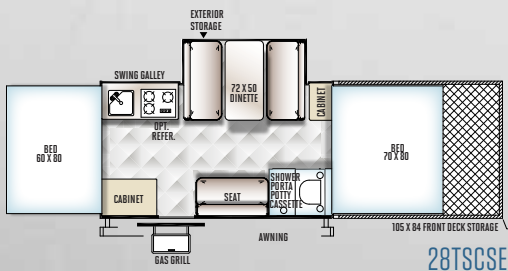 EXTERIOR
STORAGE
SWING GALLEY
72 X 50
DINETTE
CABINET
OPT.
REFER.
BED
60 X 80
BED
70 X 80
SHOWER
PORTA
POTTY
CASSETTE
CABINET
SEAT
105 X 84 FRONT DECK STORAGE
AWNING
GAS GRILL
28TSCSE